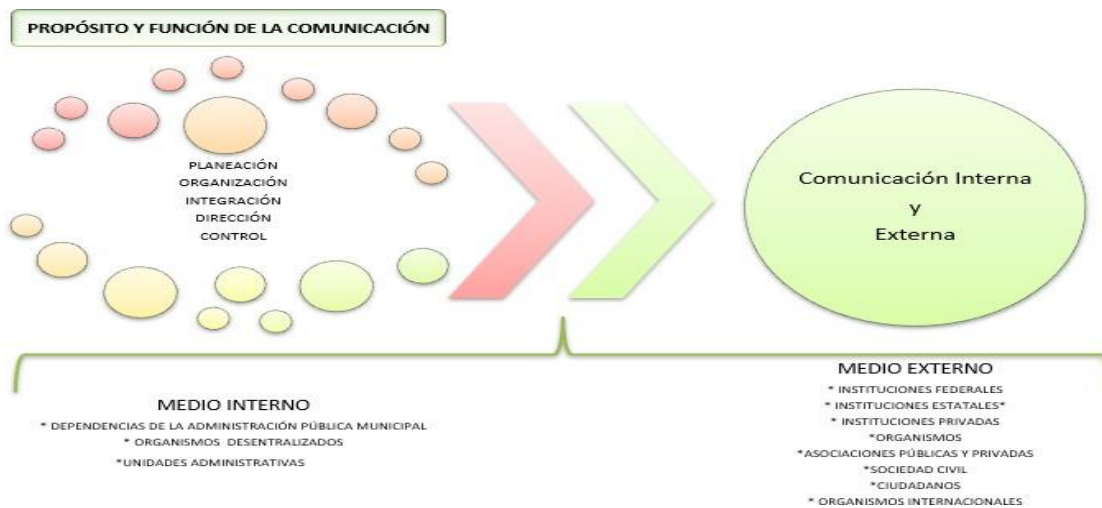 PROPÓSITO Y FUNCIÓN DE LA COMUNICACIÓN
PLANEACIÓN
ORGANIZACIÓN
INTEGRACIÓN
DIRECCIÓN
CONTROL
Comunicación Interna
y
Externa
MEDIO INTERNO
* DEPENDENCIAS DE LA ADMINISTRACIÓN PÚBLICA MUNICIPAL
* ORGANISMOS DESENTRALIZADOS
*UNIDADES ADMINISTRATIVAS
MEDIO EXTERNO
* INSTITUCIONES FEDERALES
* INSTITUCIONES ESTATALES*
* INSTITUCIONES PRIVADAS
*ORGANISMOS
*ASOCIACIONES PÚBLICAS Y PRIVADAS
*SOCIEDAD CIVIL
*CIUDADANOS
* ORGANISMOS INTERNACIONALES